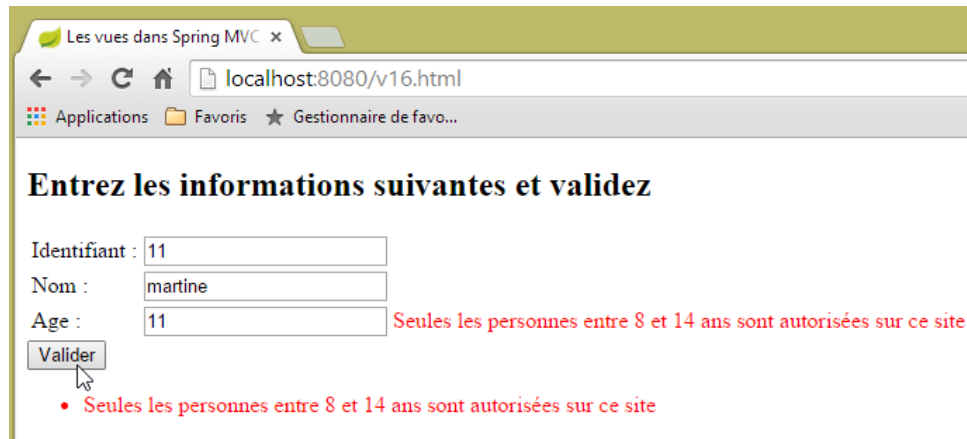 Les vues dans Spring MVC
localhost:8080/v16.html
Applications Favoris Gestionnaire de favo...
Entrez les informations suivantes et validez
Identifiant : 11
Nom : martine
Age : 11 Seules les personnes entre 8 et 14 ans sont autorisées sur ce site
Valider
Seules les personnes entre 8 et 14 ans sont autorisées sur ce site